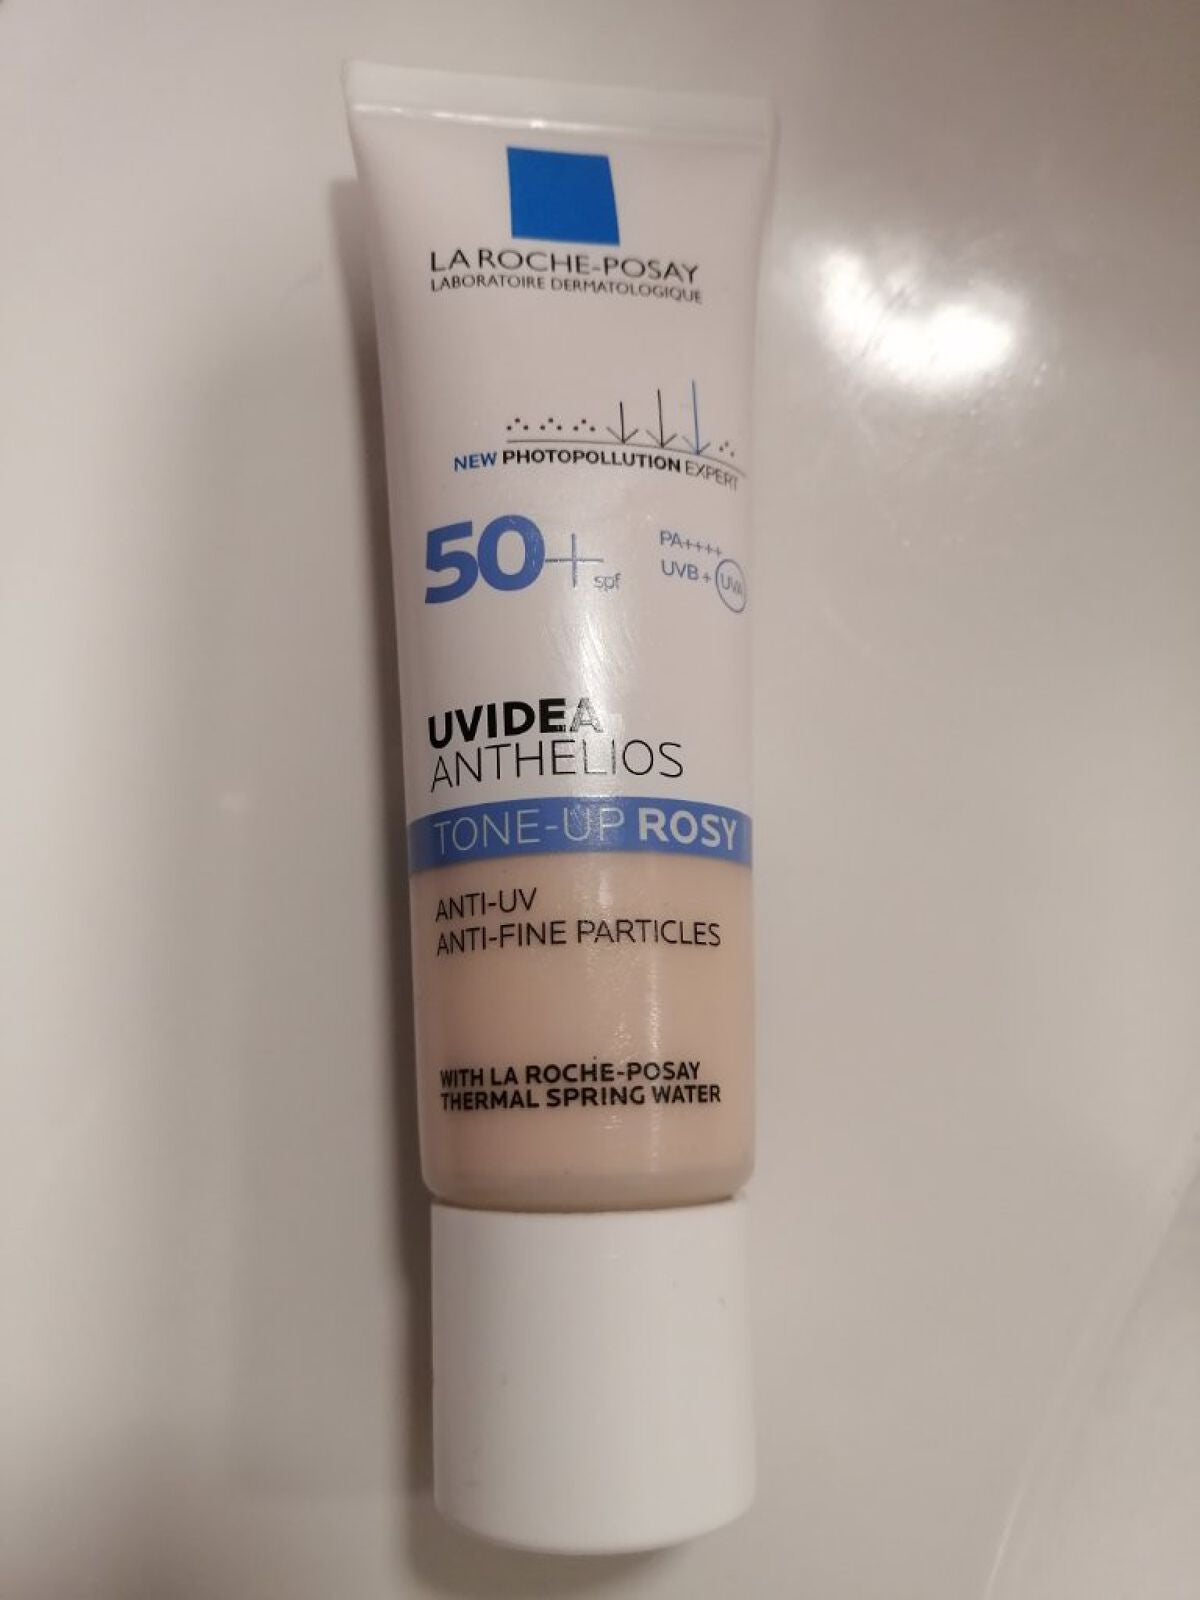 LA ROCHE-POSAY
LABORATOIRE DERMATOLOGIQUE
NEW PHOTOPOLLUTION EXPERT
50+ spf
PA++++
UVB + UVA
UVIDEA
ANTHELIOS
TONE-UP ROSY
ANTI-UV
ANTI-FINE PARTICLES
WITH LA ROCHE-POSAY
THERMAL SPRING WATER